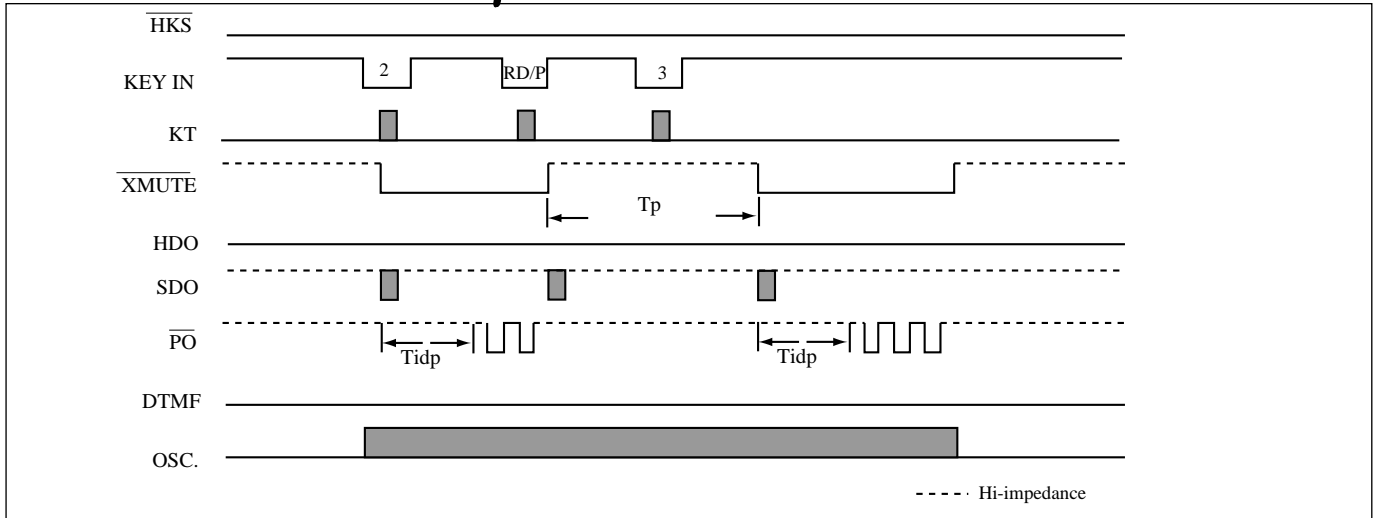 HKS
KEY IN 2 RD/P 3
KT
XMUTE
Tp
HDO
SDO
PO
Tidp Tidp
DTMF
OSC.
Hi-impedance